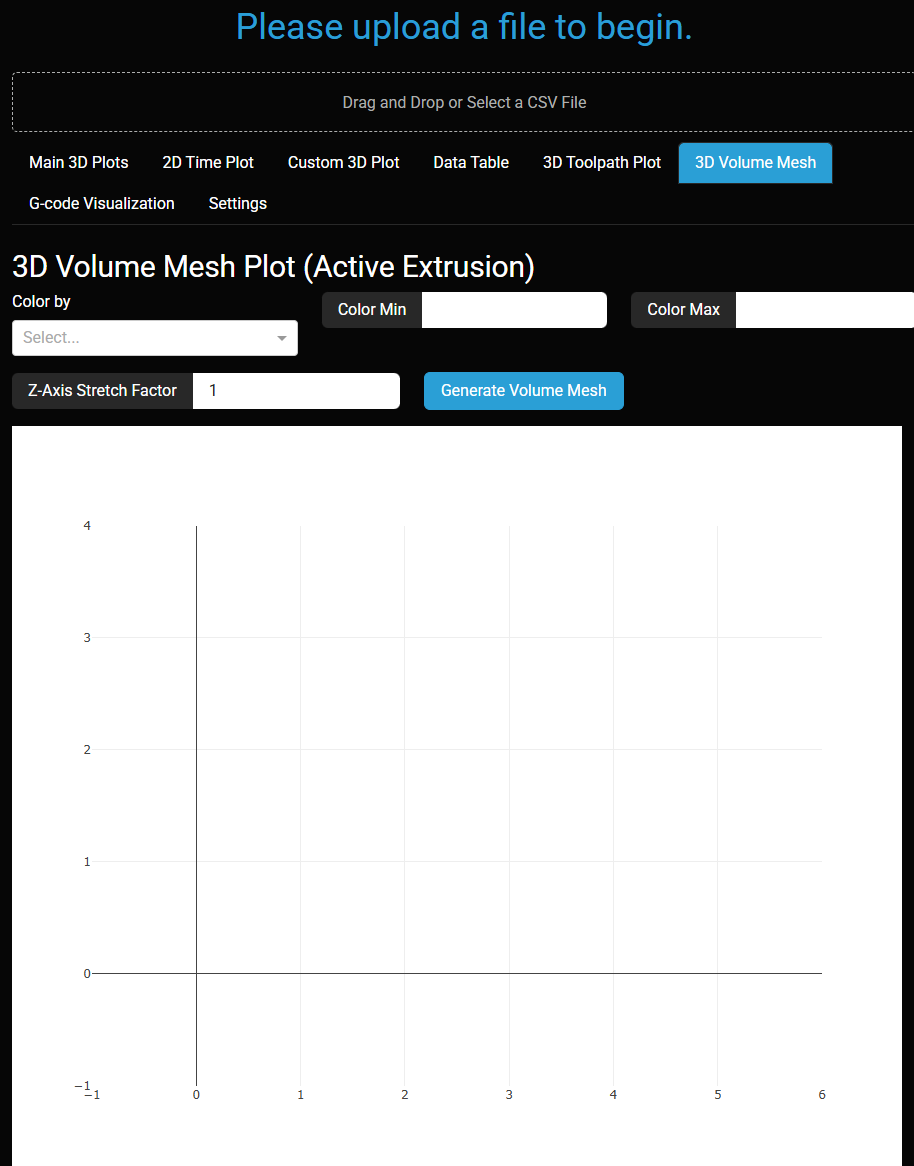 Please upload a file to begin.
Drag and Drop or Select a CSV File
Main 3D Plots 2D Time Plot Custom 3D Plot Data Table 3D Toolpath Plot 3D Volume Mesh
G-code Visualization Settings
3D Volume Mesh Plot (Active Extrusion)
Color by Color Min Color Max
Select...
Z-Axis Stretch Factor 1 Generate Volume Mesh
4
3
2
1
0
−1
−1 0 1 2 3 4 5 6